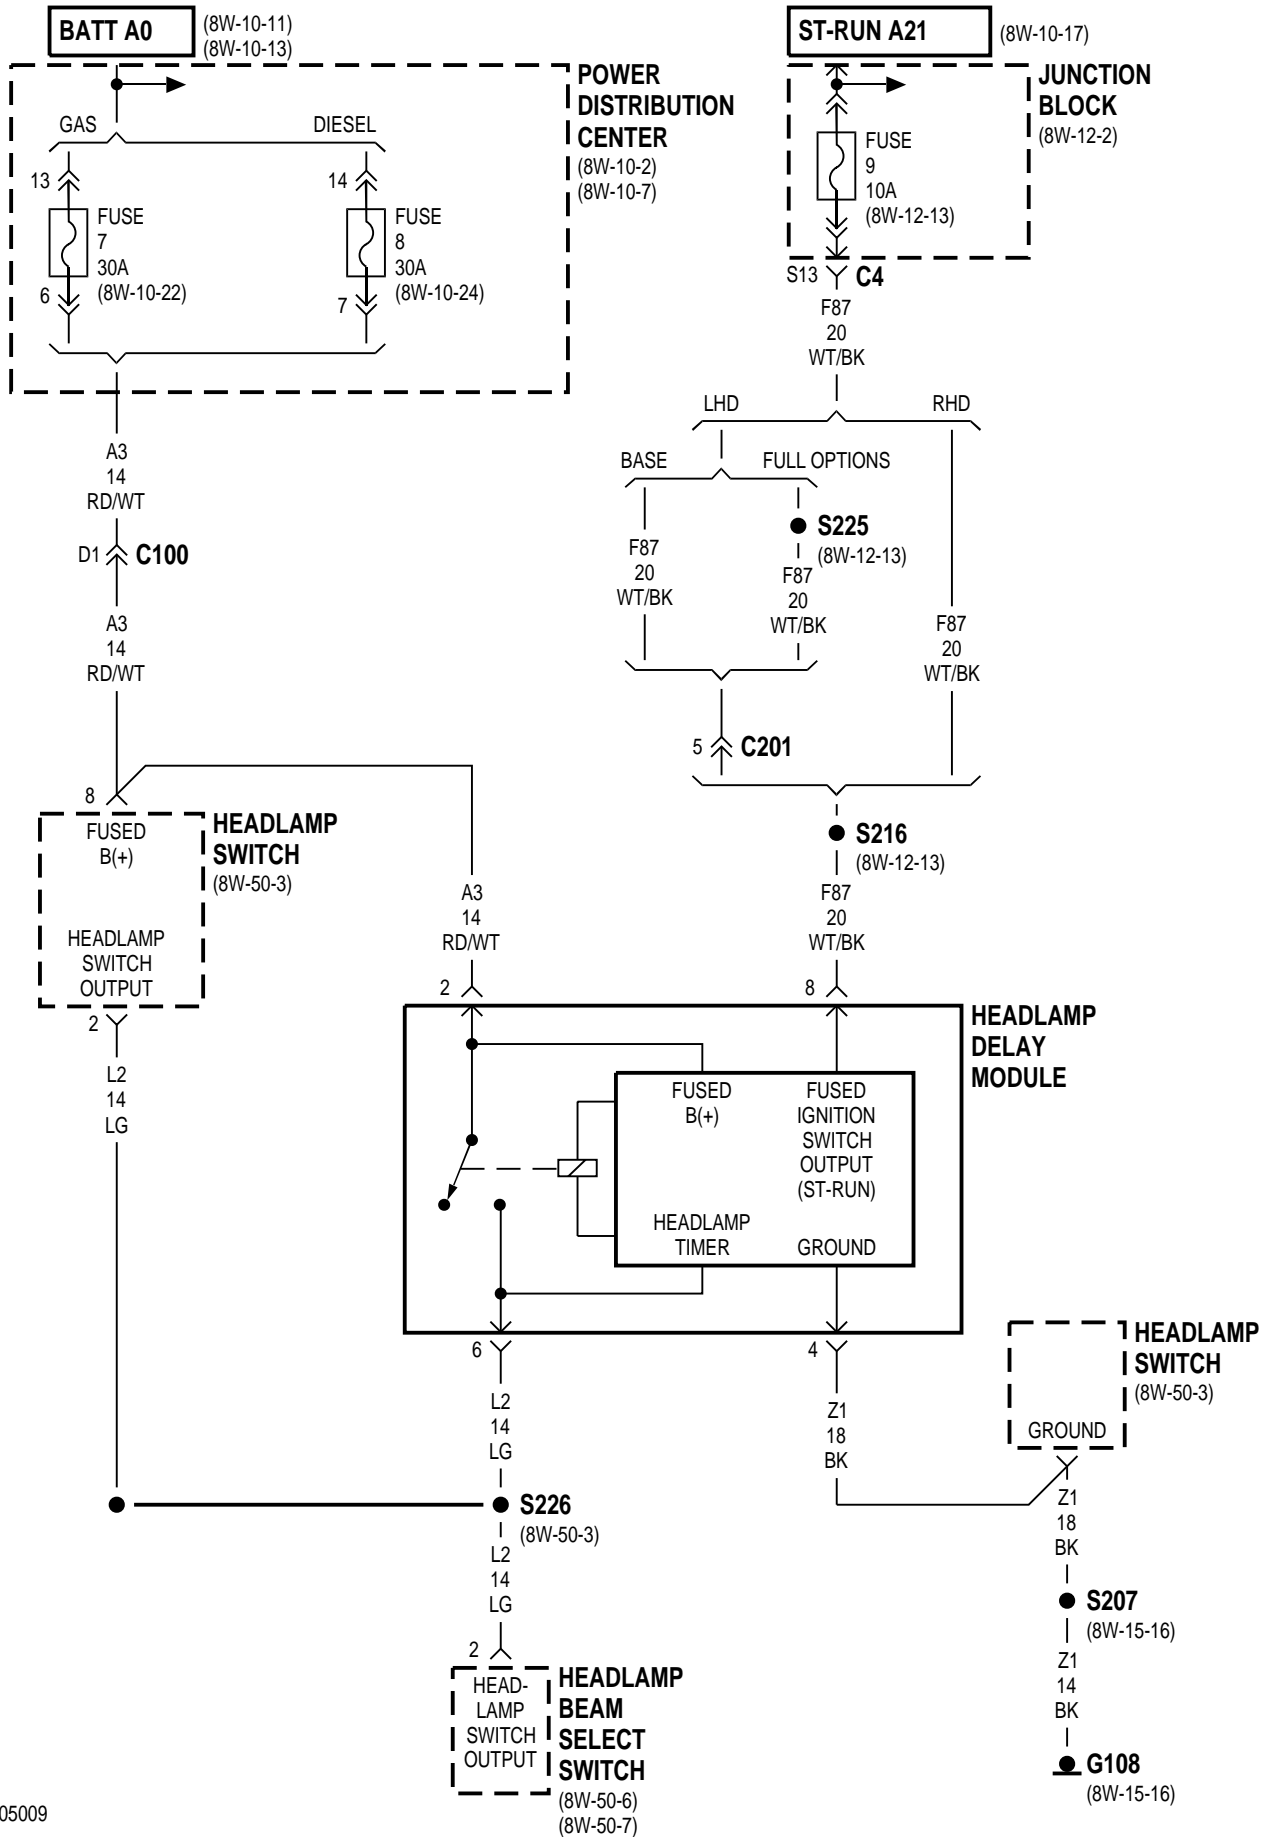 BATT A0
(8W-10-11)
(8W-10-13)
ST-RUN A21
(8W-10-17)
POWER
DISTRIBUTION
CENTER
(8W-10-2)
(8W-10-7)
JUNCTION
BLOCK
(8W-12-2)
GAS
DIESEL
13
14
FUSE
7
30A
(8W-10-22)
FUSE
8
30A
(8W-10-24)
6
7
FUSE
9
10A
(8W-12-13)
S13
C4
F87
20
WT/BK
LHD
RHD
BASE
FULL OPTIONS
S225
(8W-12-13)
F87
20
WT/BK
F87
20
WT/BK
F87
20
WT/BK
5
C201
S216
(8W-12-13)
F87
20
WT/BK
8
A3
14
RD/WT
D1
C100
A3
14
RD/WT
8
FUSED
B(+)
HEADLAMP
SWITCH
OUTPUT
HEADLAMP
SWITCH
(8W-50-3)
2
L2
14
LG
A3
14
RD/WT
2
HEADLAMP
DELAY
MODULE
FUSED
B(+)
FUSED
IGNITION
SWITCH
OUTPUT
(ST-RUN)
HEADLAMP
TIMER
GROUND
6
4
L2
14
LG
Z1
18
BK
HEADLAMP
SWITCH
(8W-50-3)
GROUND
S226
(8W-50-3)
L2
14
LG
Z1
18
BK
S207
(8W-15-16)
Z1
14
BK
G108
(8W-15-16)
2
HEAD-
LAMP
SWITCH
OUTPUT
HEADLAMP
BEAM
SELECT
SWITCH
(8W-50-6)
(8W-50-7)
05009